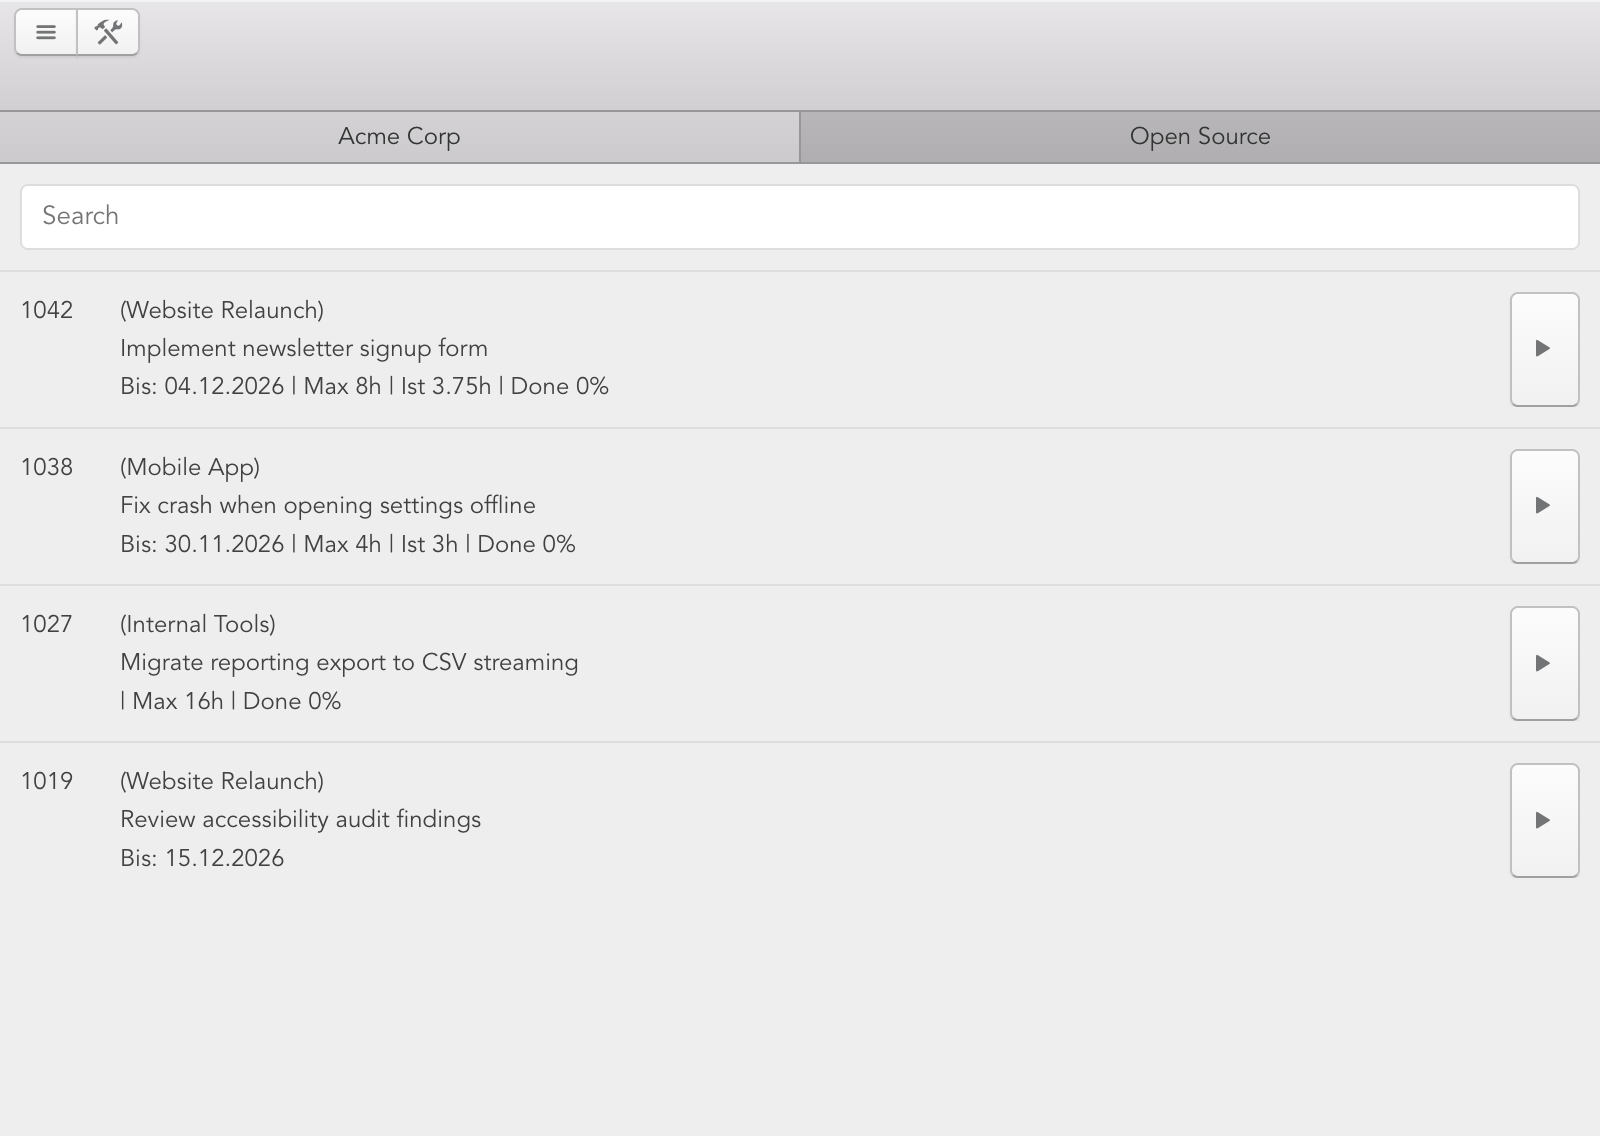 Acme Corp
Open Source
Search
1042
(Website Relaunch)
Implement newsletter signup form
Bis: 04.12.2026 | Max 8h | Ist 3.75h | Done 0%
1038
(Mobile App)
Fix crash when opening settings offline
Bis: 30.11.2026 | Max 4h | Ist 3h | Done 0%
1027
(Internal Tools)
Migrate reporting export to CSV streaming
| Max 16h | Done 0%
1019
(Website Relaunch)
Review accessibility audit findings
Bis: 15.12.2026